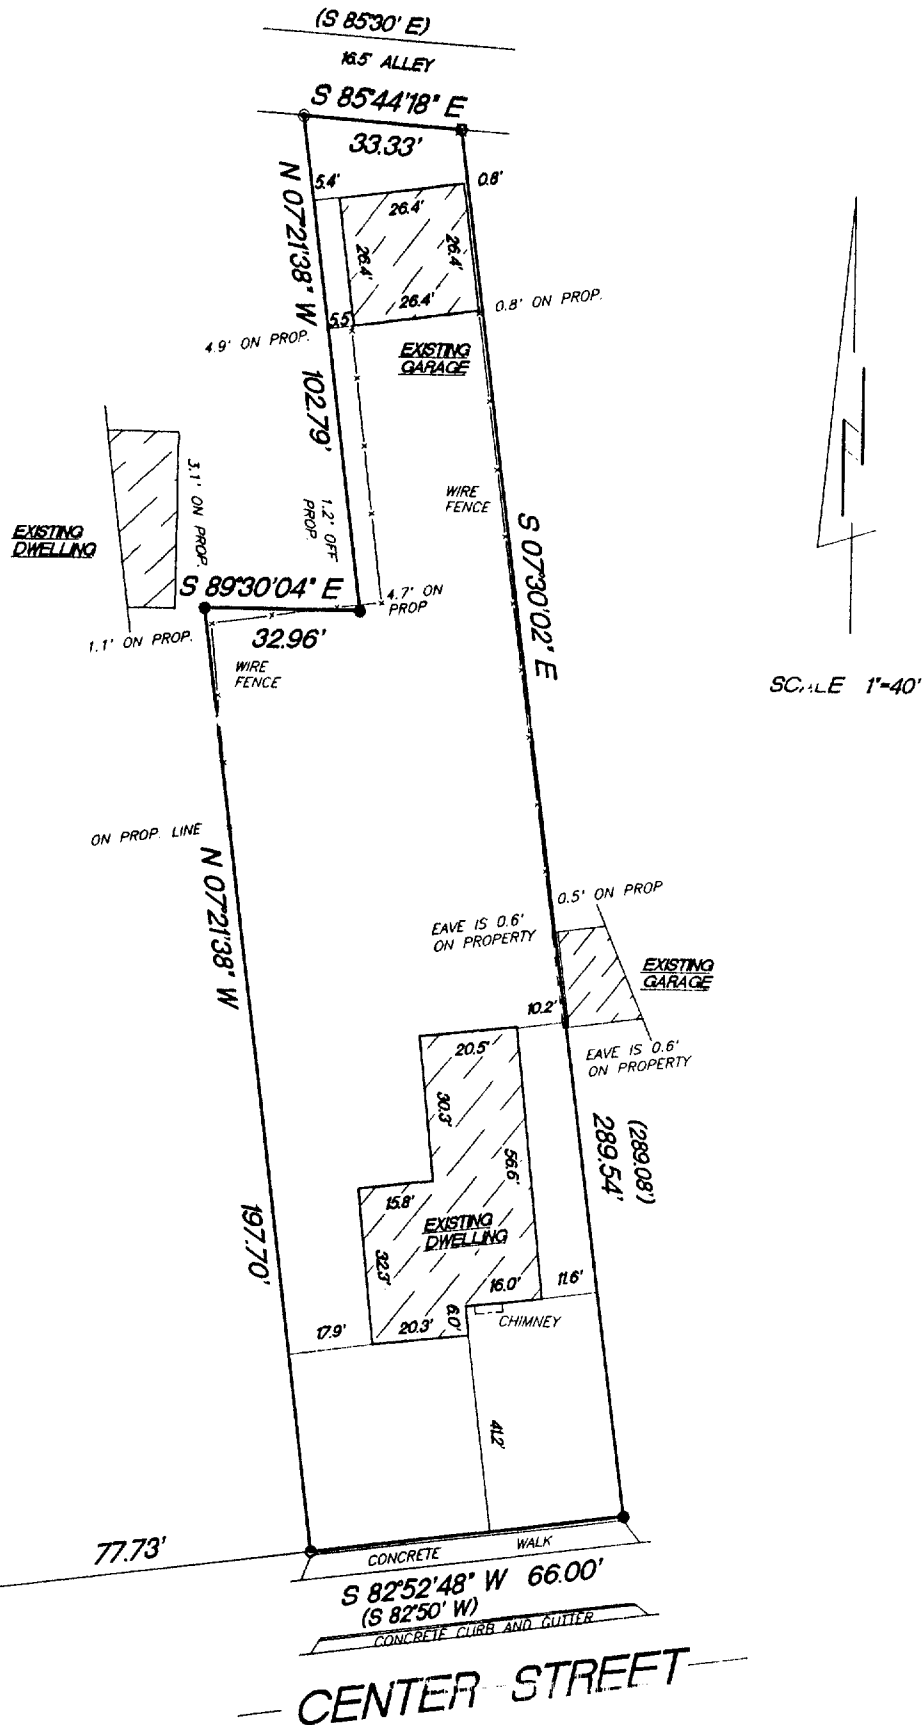 (S 85°30' E)
16.5' ALLEY
S 85°44'18" E
33.33'
N 07°21'38" W
102.79'
5.4'
0.8'
26.4'
26.4'
26.4'
26.4'
5.5'
0.8' ON PROP.
4.9' ON PROP.
EXISTING
GARAGE
3.1' ON PROP.
EXISTING
DWELLING
1.2' OFF
PROP.
WIRE
FENCE
S 07°30'02" E
S 89°30'04" E
4.7' ON
PROP
1.1' ON PROP.
32.96'
WIRE
FENCE
SCALE 1"=40'
ON PROP. LINE
N 07°21'38" W
197.70'
0.5' ON PROP
EAVE IS 0.6'
ON PROPERTY
EXISTING
GARAGE
10.2'
EAVE IS 0.6'
ON PROPERTY
20.5'
30.3'
56.6'
(289.08')
289.54'
15.8'
EXISTING
DWELLING
32.3'
16.0'
11.6'
6.0'
CHIMNEY
17.9'
20.3'
41.2'
77.73'
CONCRETE WALK
S 82°52'48" W 66.00'
(S 82°50' W)
CONCRETE CURB AND GUTTER
CENTER STREET